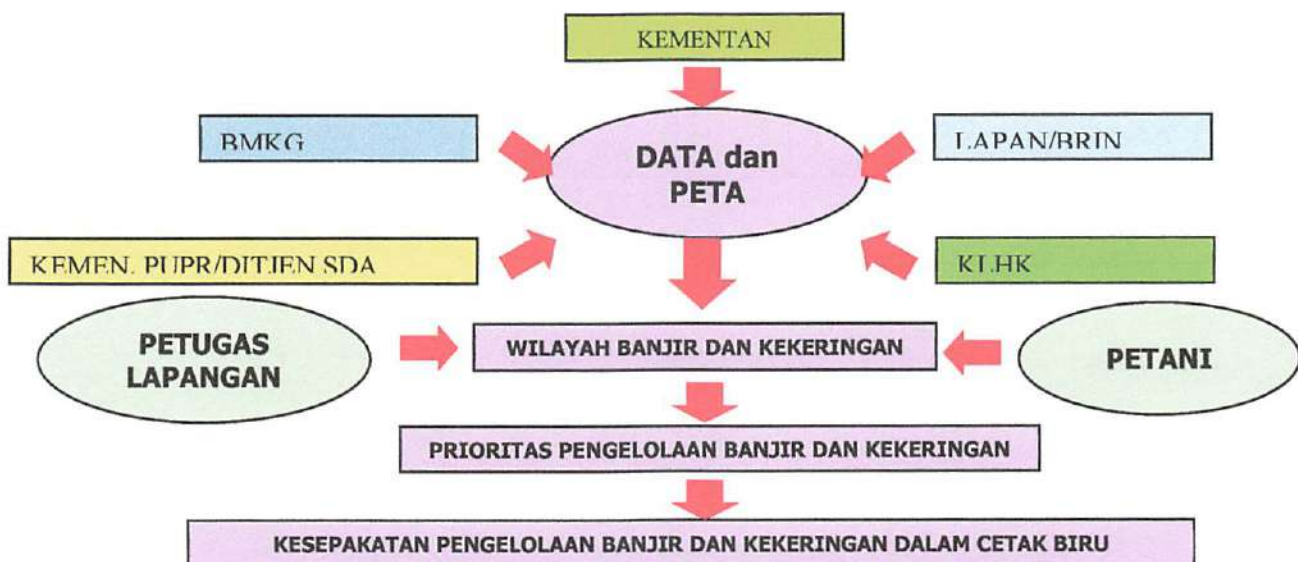 KEMENTAN
BMKG
LAPAN/BRIN
DATA dan
PETA
KEMEN. PUPR/DITJEN SDA
KLHK
PETUGAS
LAPANGAN
WILAYAH BANJIR DAN KEKERINGAN
PETANI
PRIORITAS PENGELOLAAN BANJIR DAN KEKERINGAN
KESEPAKATAN PENGELOLAAN BANJIR DAN KEKERINGAN DALAM CETAK BIRU